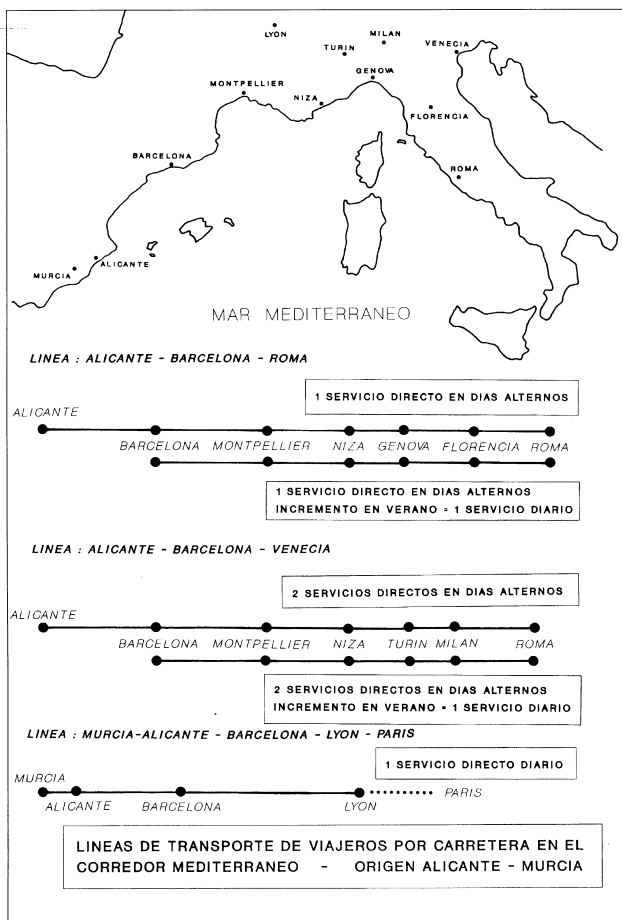 LYON
MILAN
TURIN
VENECIA
GENOVA
MONTPELLIER
NIZA
FLORENCIA
BARCELONA
ROMA
ALICANTE
MURCIA
MAR MEDITERRANEO
LINEA : ALICANTE - BARCELONA - ROMA
1 SERVICIO DIRECTO EN DIAS ALTERNOS
ALICANTE
BARCELONA MONTPELLIER NIZA GENOVA FLORENCIA ROMA
1 SERVICIO DIRECTO EN DIAS ALTERNOS
INCREMENTO EN VERANO = 1 SERVICIO DIARIO
LINEA : ALICANTE - BARCELONA - VENECIA
2 SERVICIOS DIRECTOS EN DIAS ALTERNOS
ALICANTE
BARCELONA MONTPELLIER NIZA TURIN MILAN ROMA
2 SERVICIOS DIRECTOS EN DIAS ALTERNOS
INCREMENTO EN VERANO = 1 SERVICIO DIARIO
LINEA : MURCIA-ALICANTE - BARCELONA - LYON - PARIS
1 SERVICIO DIRECTO DIARIO
MURCIA
ALICANTE BARCELONA LYON PARIS
LINEAS DE TRANSPORTE DE VIAJEROS POR CARRETERA EN EL
CORREDOR MEDITERRANEO - ORIGEN ALICANTE - MURCIA